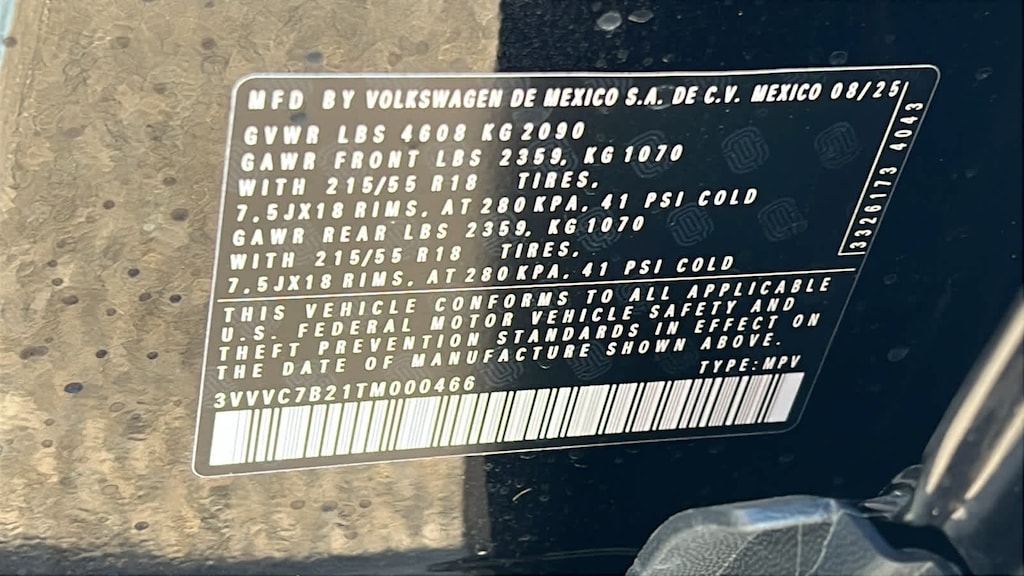 MFD BY VOLKSWAGEN DE MEXICO S.A. DE C.V. MEXICO 08/25
GVWR LBS 4608 KG 2090
GAWR FRONT LBS 2359, KG 1070
WITH 215/55 R18 TIRES,
7,5JX18 RIMS, AT 280 KPA, 41 PSI COLD
GAWR REAR LBS 2359, KG 1070
WITH 215/55 R18 TIRES,
7,5JX18 RIMS, AT 280 KPA, 41 PSI COLD
3326173 4043
THIS VEHICLE CONFORMS TO ALL APPLICABLE
U.S. FEDERAL MOTOR VEHICLE SAFETY AND
THEFT PREVENTION STANDARDS IN EFFECT ON
THE DATE OF MANUFACTURE SHOWN ABOVE.
TYPE: MPV
3VVVC7B21TM000466